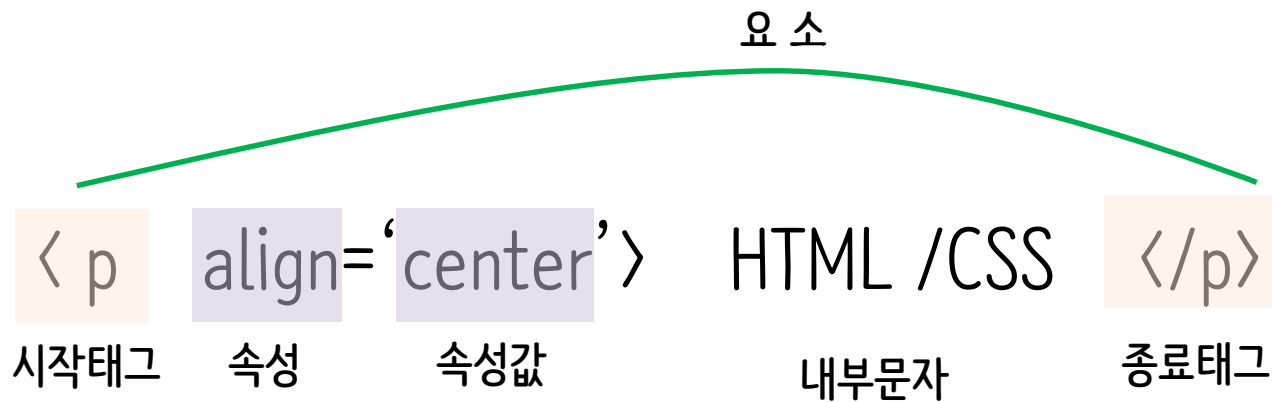 요 소
< p align='center'> HTML /CSS </p>
시작태그 속성 속성값 내부문자 종료태그